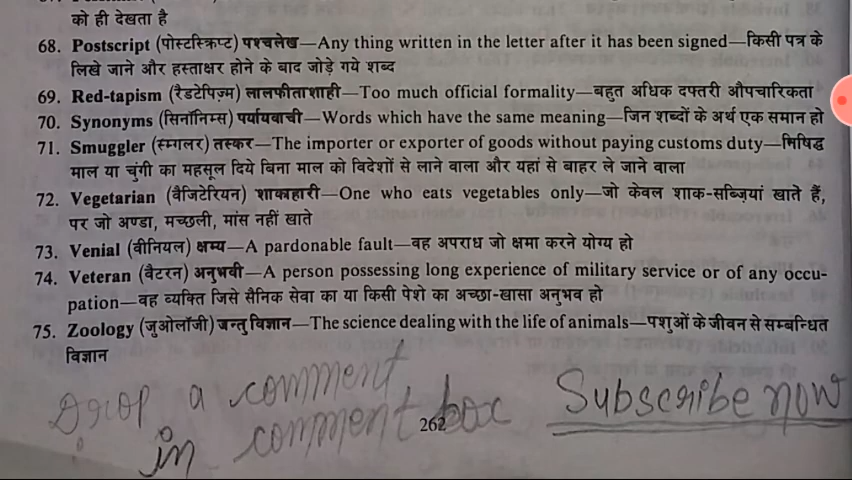 को ही देखता है
68. Postscript (पोस्टस्क्रिप्ट) पश्चलेख—Any thing written in the letter after it has been signed—किसी पत्र के
लिखे जाने और हस्ताक्षर होने के बाद जोड़े गये शब्द
69. Red-tapism (रैडटेपिज़्म) लालफीताशाही—Too much official formality—बहुत अधिक दफ्तरी औपचारिकता
70. Synonyms (सिनॉनिम्स) पर्यायवाची—Words which have the same meaning—जिन शब्दों के अर्थ एक समान हो
71. Smuggler (स्मगलर) तस्कर—The importer or exporter of goods without paying customs duty—निषिद्ध
माल या चुंगी का महसूल दिये बिना माल को विदेशों से लाने वाला और यहां से बाहर ले जाने वाला
72. Vegetarian (वैजिटेरियन) शाकाहारी—One who eats vegetables only—जो केवल शाक-सब्ज़ियां खाते हैं,
पर जो अण्डा, मच्छली, मांस नहीं खाते
73. Venial (वीनियल) क्षम्य—A pardonable fault—वह अपराध जो क्षमा करने योग्य हो
74. Veteran (वैटरन) अनुभवी—A person possessing long experience of military service or of any occu-
pation—वह व्यक्ति जिसे सैनिक सेवा का या किसी पेशे का अच्छा-खासा अनुभव हो
75. Zoology (जुओलॉजी) जन्तु विज्ञान—The science dealing with the life of animals—पशुओं के जीवन से सम्बन्धित
विज्ञान
Drop a comment
in comment box
Subscribe now
262